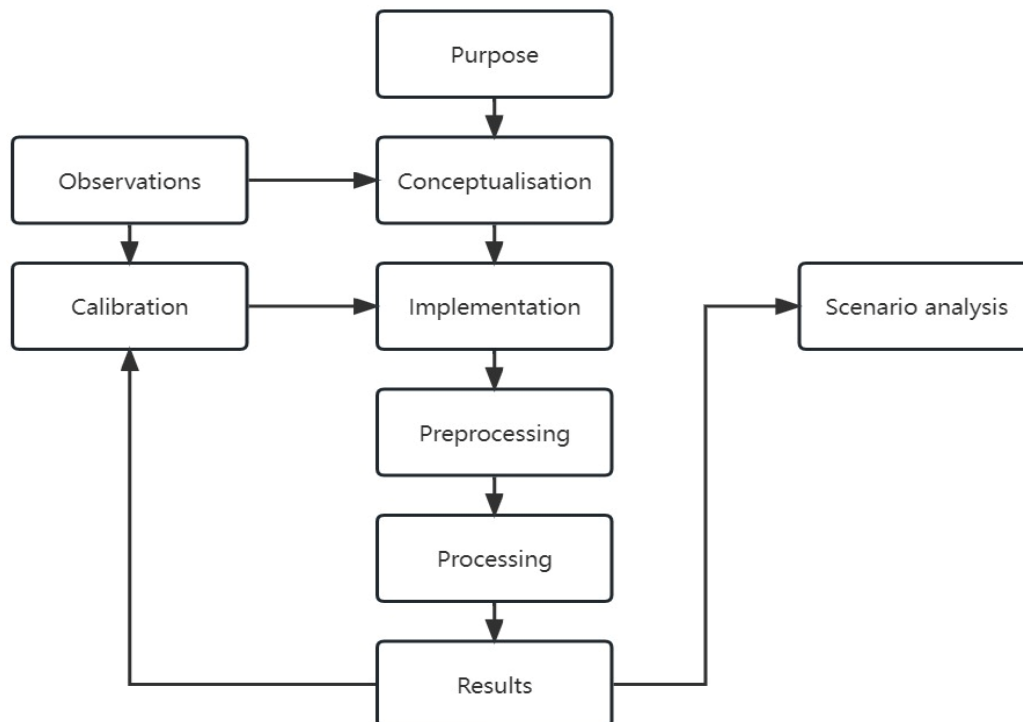 Purpose
Observations
Conceptualisation
Calibration
Implementation
Scenario analysis
Preprocessing
Processing
Results